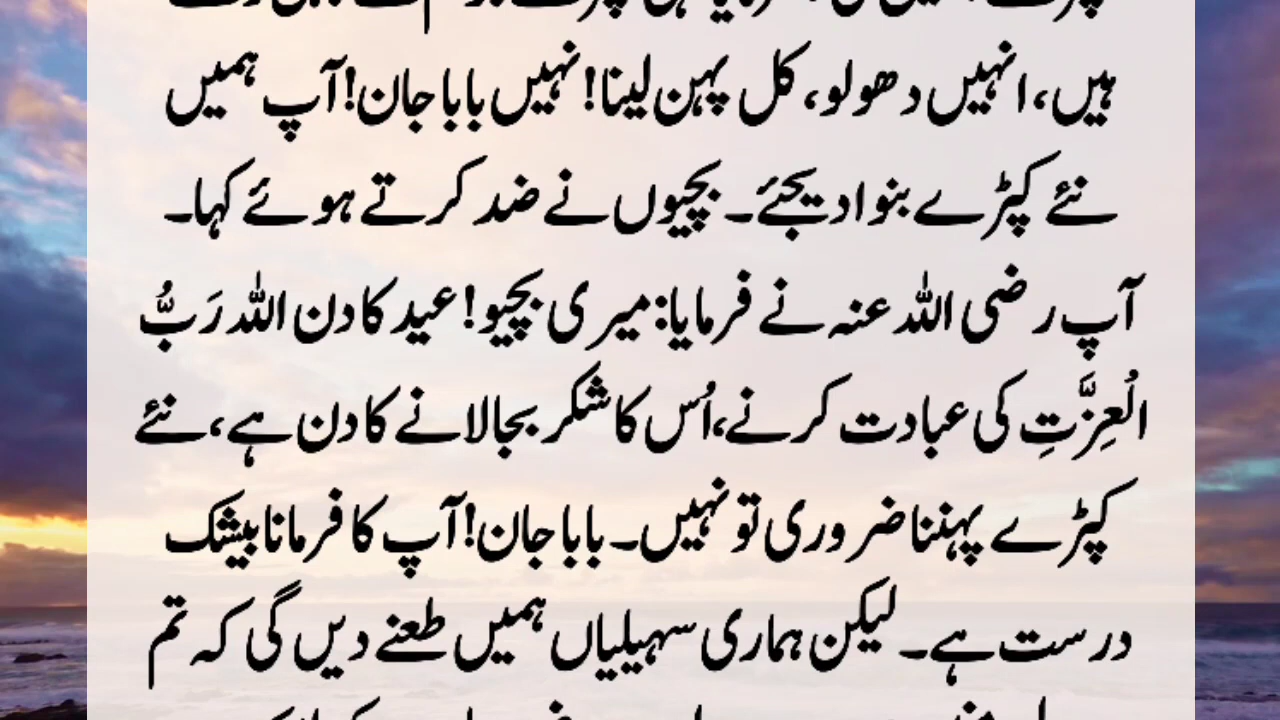 ہیں، انہیں دھولو، کل پہن لینا! نہیں بابا جان! آپ ہمیں
نئے کپڑے بنوا دیجئے۔ بچیوں نے ضد کرتے ہوئے کہا۔
آپ رضی اللہ عنہ نے فرمایا: میری بچیو! عید کا دن اللہ رَبُّ
الْعِزَّتِ کی عبادت کرنے، اُس کا شکر بجالانے کا دن ہے، نئے
کپڑے پہننا ضروری تو نہیں۔ بابا جان! آپ کا فرمانا بیشک
درست ہے۔ لیکن ہماری سہیلیاں ہمیں طعنے دیں گی کہ تم